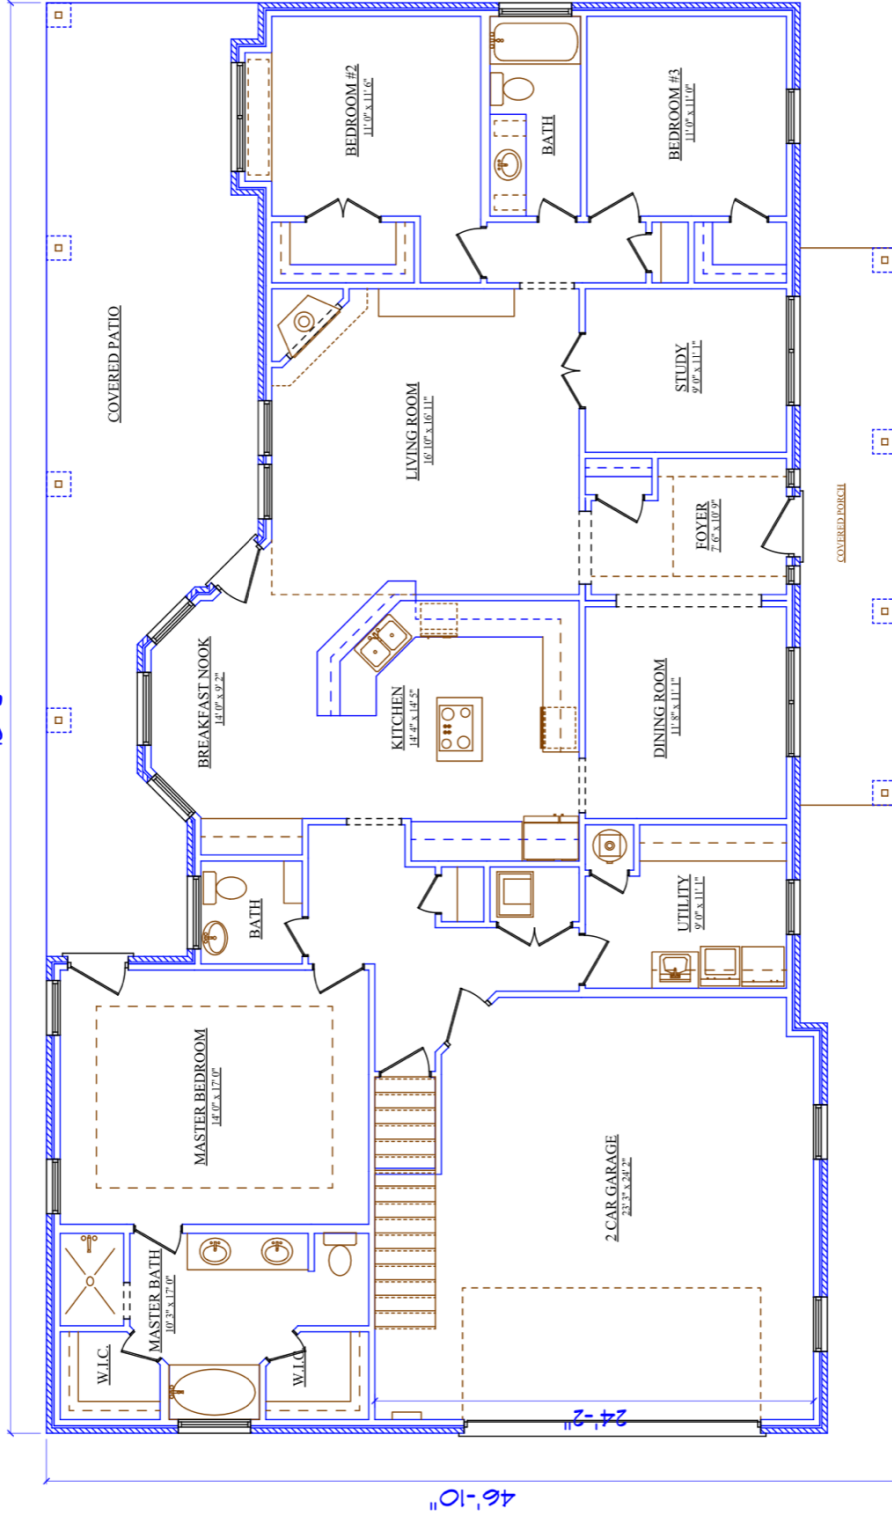 BEDROOM #2
11' 0" x 11' 6"
BATH
BEDROOM #3
11' 0" x 11' 0"
COVERED PATIO
LIVING ROOM
16' 10" x 16' 11"
STUDY
9' 0" x 11' 1"
FOYER
7' 6" x 10' 9"
COVERED PORCH
BREAKFAST NOOK
14' 0" x 9' 2"
KITCHEN
14' 4" x 14' 5"
DINING ROOM
11' 8" x 11' 1"
BATH
UTILITY
9' 0" x 11' 1"
MASTER BEDROOM
14' 0" x 17' 0"
2 CAR GARAGE
23' 3" x 24' 2"
MASTER BATH
10' 3" x 17' 0"
W.I.C.
W.I.C.
24'-2"
46'-10"